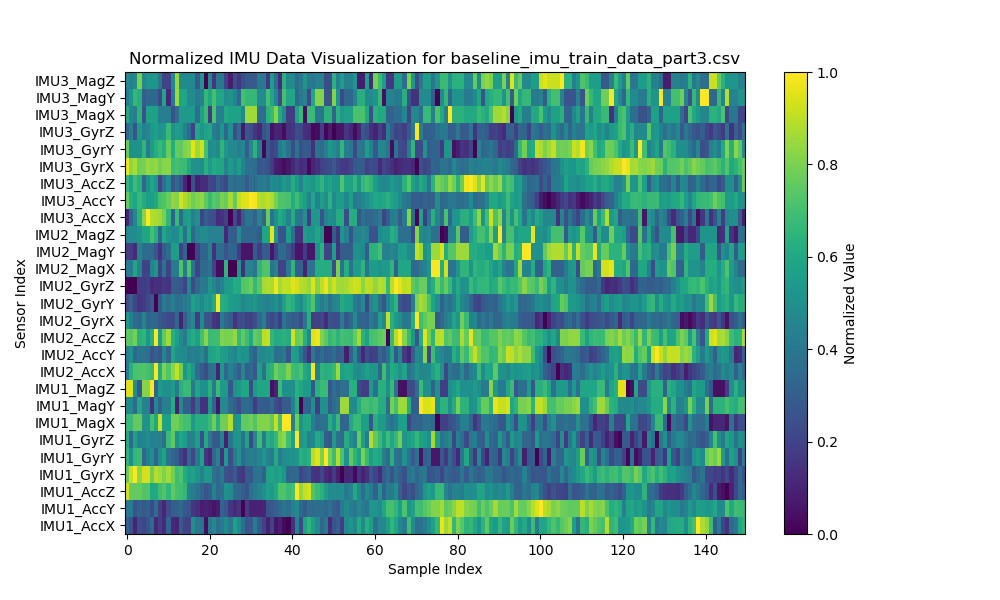 Normalized IMU Data Visualization for baseline_imu_train_data_part3.csv
IMU3_MagZ
IMU3_MagY
IMU3_MagX
IMU3_GyrZ
IMU3_GyrY
IMU3_GyrX
IMU3_AccZ
IMU3_AccY
IMU3_AccX
IMU2_MagZ
IMU2_MagY
IMU2_MagX
IMU2_GyrZ
IMU2_GyrY
IMU2_GyrX
IMU2_AccZ
IMU2_AccY
IMU2_AccX
IMU1_MagZ
IMU1_MagY
IMU1_MagX
IMU1_GyrZ
IMU1_GyrY
IMU1_GyrX
IMU1_AccZ
IMU1_AccY
IMU1_AccX
Sensor Index
0 20 40 60 80 100 120 140
Sample Index
1.0
0.8
0.6
0.4
0.2
0.0
Normalized Value